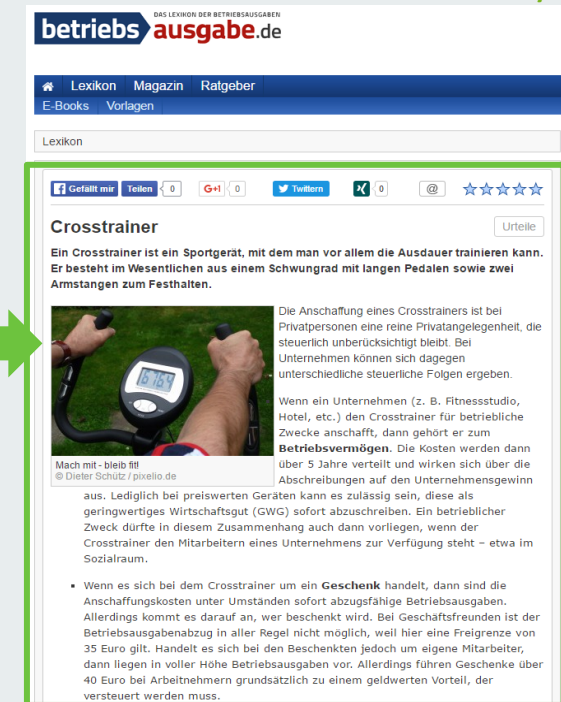 DAS LEXIKON DER BETRIEBSAUSGABEN
betriebs ausgabe.de
Lexikon Magazin Ratgeber
E-Books Vorlagen
Lexikon
Gefällt mir Teilen 0 G+1 0 Twittern 0 @
Crosstrainer
Urteile
Ein Crosstrainer ist ein Sportgerät, mit dem man vor allem die Ausdauer trainieren kann.
Er besteht im Wesentlichen aus einem Schwungrad mit langen Pedalen sowie zwei
Armstangen zum Festhalten.
Die Anschaffung eines Crosstrainers ist bei
Privatpersonen eine reine Privatangelegenheit, die
steuerlich unberücksichtigt bleibt. Bei
Unternehmen können sich dagegen
unterschiedliche steuerliche Folgen ergeben.
Mach mit - bleib fit!
© Dieter Schütz / pixelio.de
Wenn ein Unternehmen (z. B. Fitnessstudio,
Hotel, etc.) den Crosstrainer für betriebliche
Zwecke anschafft, dann gehört er zum
Betriebsvermögen. Die Kosten werden dann
über 5 Jahre verteilt und wirken sich über die
Abschreibungen auf den Unternehmensgewinn
aus. Lediglich bei preiswerten Geräten kann es zulässig sein, diese als
geringwertiges Wirtschaftsgut (GWG) sofort abzuschreiben. Ein betrieblicher
Zweck dürfte in diesem Zusammenhang auch dann vorliegen, wenn der
Crosstrainer den Mitarbeitern eines Unternehmens zur Verfügung steht – etwa im
Sozialraum.
▪ Wenn es sich bei dem Crosstrainer um ein Geschenk handelt, dann sind die
Anschaffungskosten unter Umständen sofort abzugsfähige Betriebsausgaben.
Allerdings kommt es darauf an, wer beschenkt wird. Bei Geschäftsfreunden ist der
Betriebsausgabenabzug in aller Regel nicht möglich, weil hier eine Freigrenze von
35 Euro gilt. Handelt es sich bei den Beschenkten jedoch um eigene Mitarbeiter,
dann liegen in voller Höhe Betriebsausgaben vor. Allerdings führen Geschenke über
40 Euro bei Arbeitnehmern grundsätzlich zu einem geldwerten Vorteil, der
versteuert werden muss.